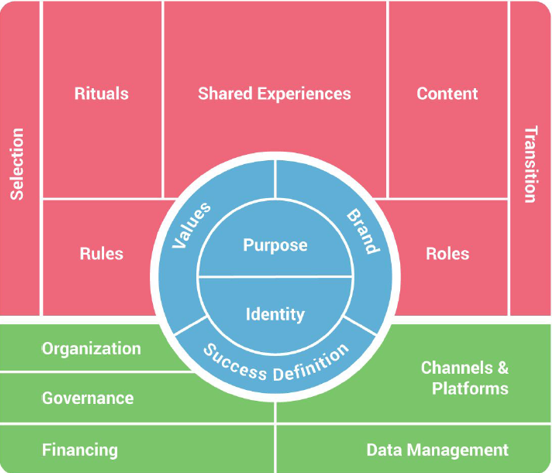 Selection
Rituals
Shared Experiences
Content
Transition
Rules
Roles
Values
Brand
Purpose
Identity
Success Definition
Organization
Governance
Financing
Channels &
Platforms
Data Management